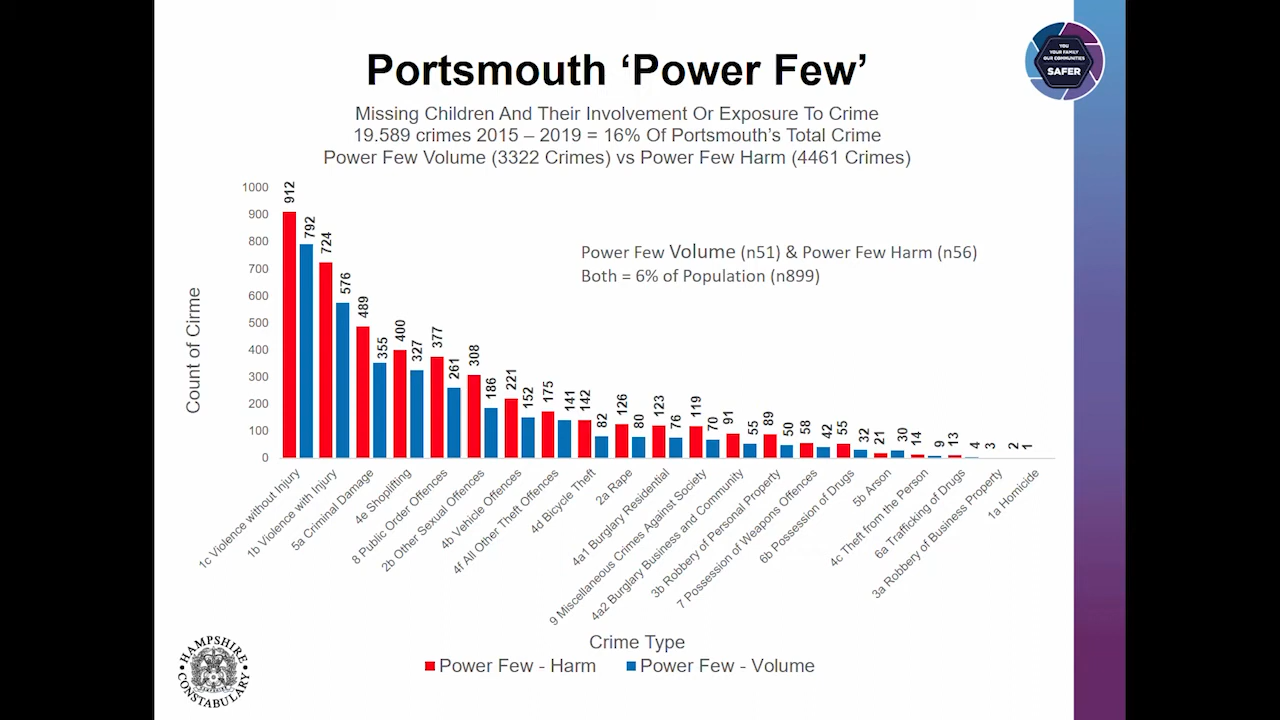 Portsmouth ‘Power Few’
YOU
YOUR FAMILY
OUR COMMUNITIES
SAFER
Missing Children And Their Involvement Or Exposure To Crime
19.589 crimes 2015 – 2019 = 16% Of Portsmouth’s Total Crime
Power Few Volume (3322 Crimes) vs Power Few Harm (4461 Crimes)
Power Few Volume (n51) & Power Few Harm (n56)
Both = 6% of Population (n899)
Count of Cirme
1000
900
800
700
600
500
400
300
200
100
0
912
792
724
576
489
355
400
327
377
261
308
186
221
152
175
141
142
82
126
80
123
76
119
70
91
55
89
50
58
42
55
32
21
30
14
9
13
4
3
2
1
1c Violence without Injury
1b Violence with Injury
5a Criminal Damage
4e Shoplifting
8 Public Order Offences
2b Other Sexual Offences
4b Vehicle Offences
4f All Other Theft Offences
4d Bicycle Theft
2a Rape
4a1 Burglary Residential
9 Miscellaneous Crimes Against Society
4a2 Burglary Business and Community
3b Robbery of Personal Property
7 Possession of Weapons Offences
6b Possession of Drugs
5b Arson
4c Theft from the Person
6a Trafficking of Drugs
3a Robbery of Business Property
1a Homicide
Crime Type
Power Few - Harm
Power Few - Volume
HAMPSHIRE
CONSTABULARY